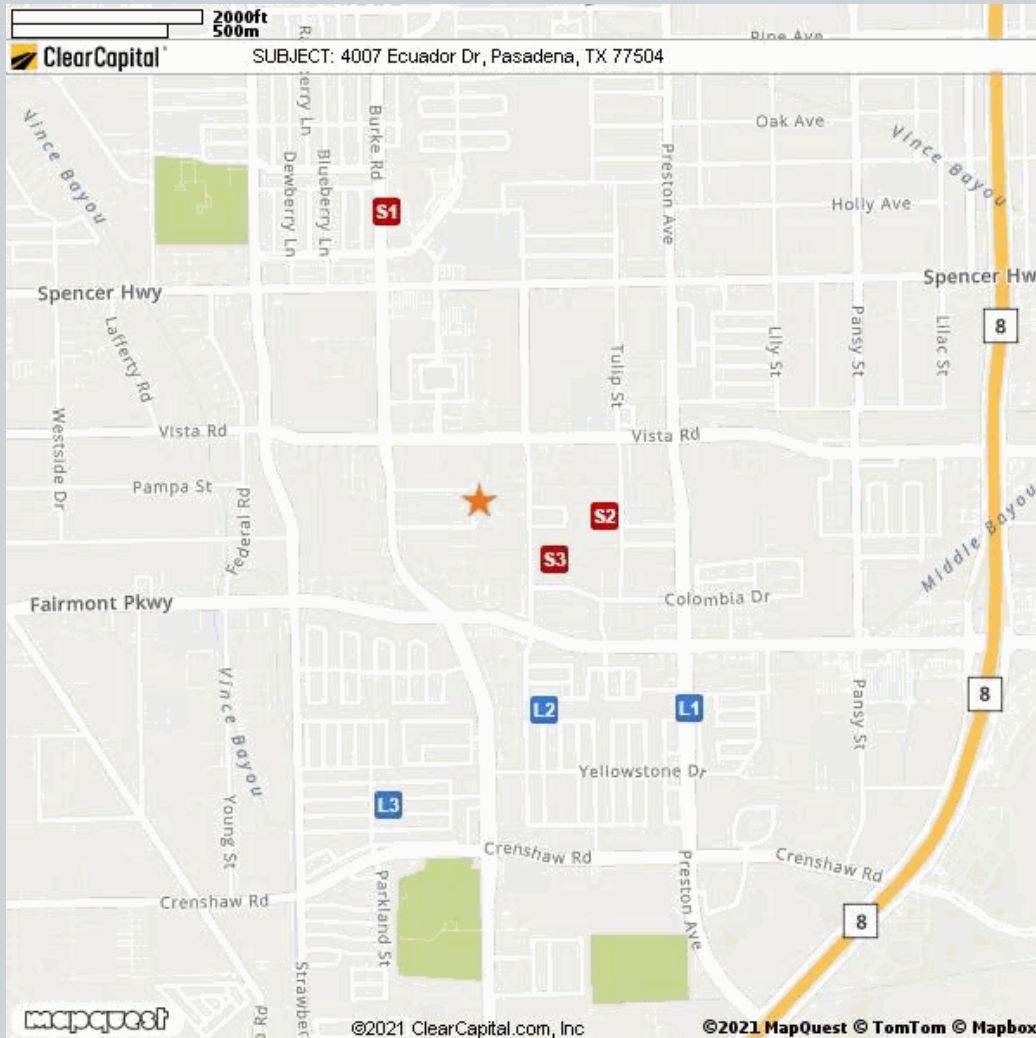 2000ft
500m
Pine Ave
ClearCapital
SUBJECT: 4007 Ecuador Dr, Pasadena, TX 77504
Vince Bayou
Burke Rd
Oak Ave
Vince Bayou
Dewberry Ln
Blueberry Ln
Preston Ave
S1
Holly Ave
Spencer Hwy
Spencer Hw
Lafferty Rd
Pansy St
Lilac St
8
Lily St
Tulip St
Westside Dr
Vista Rd
Vista Rd
Pampa St
Federal Rd
S2
Middle Bayou
S3
Fairmont Pkwy
Colombia Dr
Vince Bayou
Pansy St
8
L2
L1
Yellowstone Dr
Young St
L3
Crenshaw Rd
Crenshaw Rd
Crenshaw Rd
Parkland St
Preston Ave
8
Strawber
Rd
mapquest
©2021 ClearCapital.com, Inc
©2021 MapQuest © TomTom © Mapbox